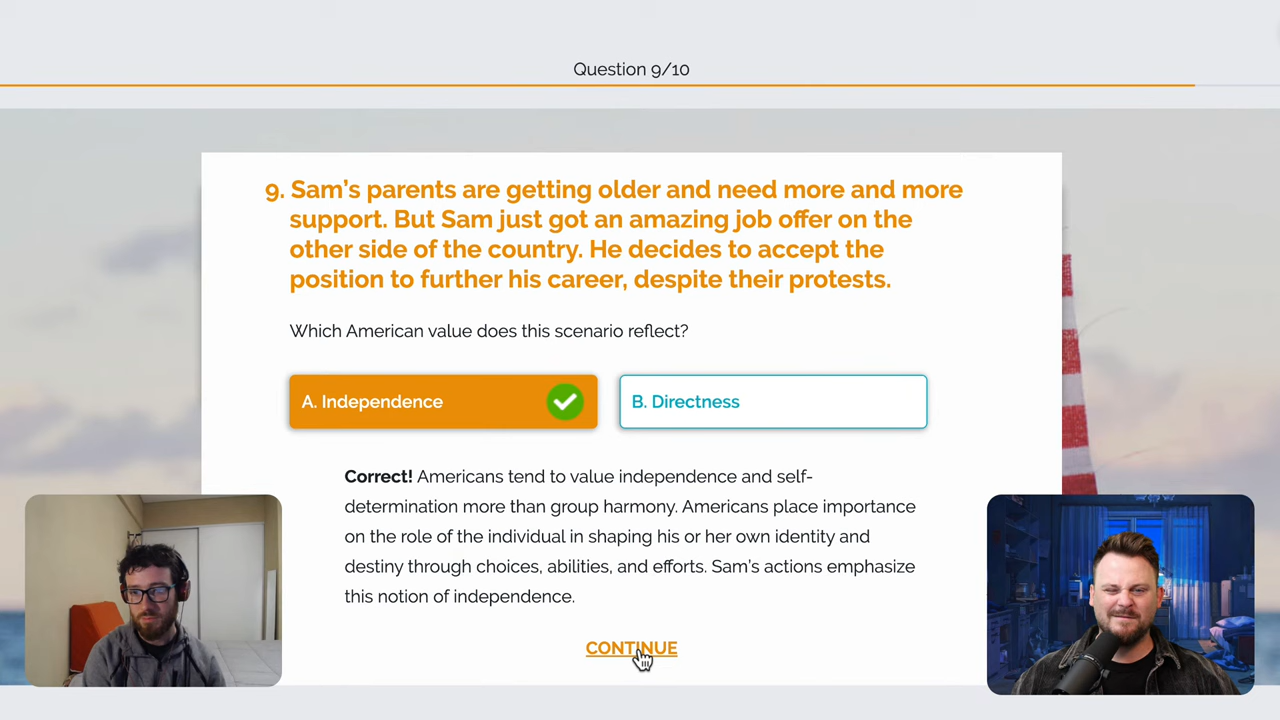 Question 9/10
9. Sam’s parents are getting older and need more and more
support. But Sam just got an amazing job offer on the
other side of the country. He decides to accept the
position to further his career, despite their protests.
Which American value does this scenario reflect?
A. Independence
B. Directness
Correct! Americans tend to value independence and self-
determination more than group harmony. Americans place importance
on the role of the individual in shaping his or her own identity and
destiny through choices, abilities, and efforts. Sam’s actions emphasize
this notion of independence.
CONTINUE